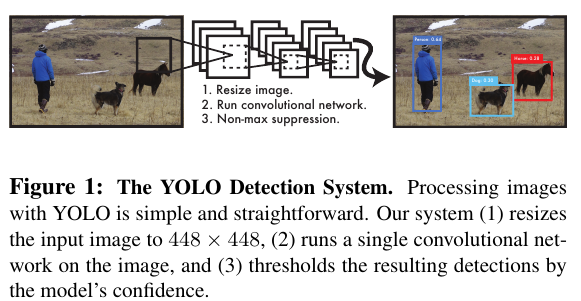 Person: 0.64
Horse: 0.28
Dog: 0.30
1. Resize image.
2. Run convolutional network.
3. Non-max suppression.
Figure 1: The YOLO Detection System. Processing images
with YOLO is simple and straightforward. Our system (1) resizes
the input image to 448 × 448, (2) runs a single convolutional net-
work on the image, and (3) thresholds the resulting detections by
the model’s confidence.